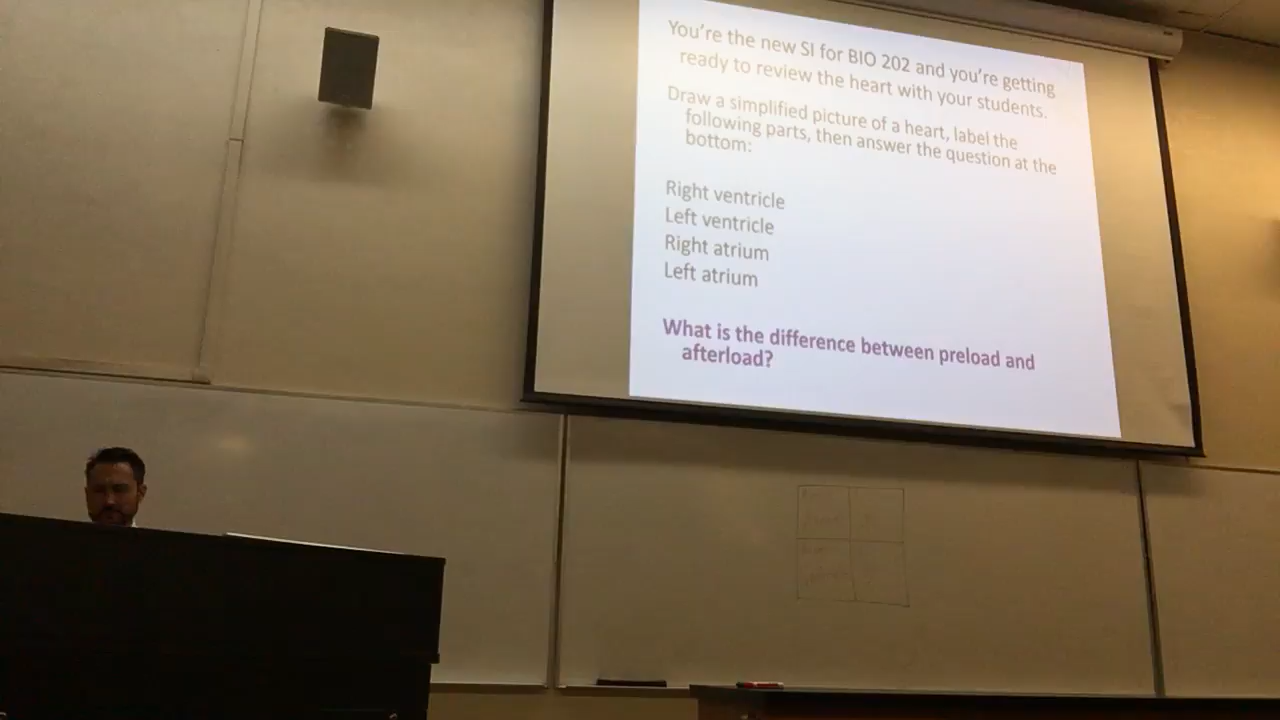 You're the new SI for BIO 202 and you're getting
ready to review the heart with your students.
Draw a simplified picture of a heart, label the
following parts, then answer the question at the
bottom:
Right ventricle
Left ventricle
Right atrium
Left atrium
What is the difference between preload and
afterload?